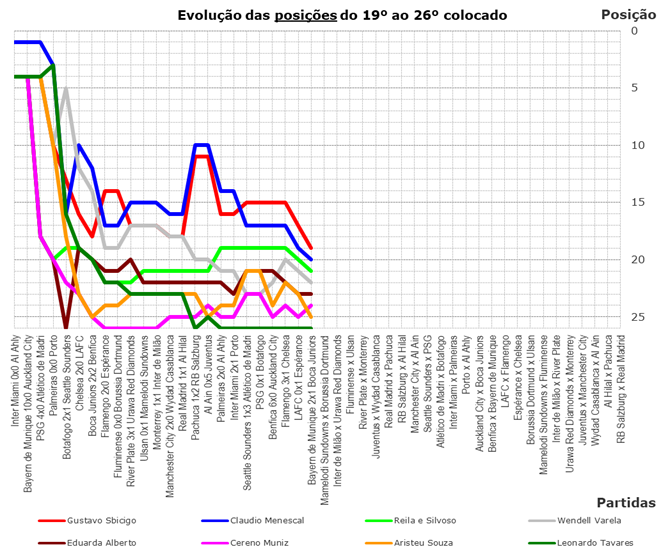 Evolução das posições do 19º ao 26º colocado
Posição
0
5
10
15
20
25
Inter Miami 0x0 Al Ahly
Bayern de Munique 10x0 Auckland City
PSG 4x0 Atlético de Madri
Palmeiras 0x0 Porto
Botafogo 2x1 Seattle Sounders
Chelsea 2x0 LAFC
Boca Juniors 2x2 Benfica
Flamengo 2x0 Espérance
Fluminense 0x0 Borussia Dortmund
River Plate 3x1 Urawa Red Diamonds
Ulsan 0x1 Mamelodi Sundowns
Monterrey 1x1 Inter de Milão
Manchester City 2x0 Wydad Casablanca
Real Madrid 1x1 Al Hilal
Pachuca 1x2 RB Salzburg
Al Ain 0x5 Juventus
Palmeiras 2x0 Al Ahly
Inter Miami 2x1 Porto
Seattle Sounders 1x3 Atlético de Madri
PSG 0x1 Botafogo
Benfica 6x0 Auckland City
Flamengo 3x1 Chelsea
LAFC 0x1 Espérance
Bayern de Munique 2x1 Boca Juniors
Mamelodi Sundowns x Borussia Dortmund
Inter de Milão x Urawa Red Diamonds
Fluminense x Ulsan
River Plate x Monterrey
Juventus x Wydad Casablanca
Real Madrid x Pachuca
RB Salzburg x Al Hilal
Manchester City x Al Ain
Seattle Sounders x PSG
Atlético de Madri x Botafogo
Inter Miami x Palmeiras
Porto x Al Ahly
Auckland City x Boca Juniors
Benfica x Bayern de Munique
LAFC x Flamengo
Espérance x Chelsea
Borussia Dortmund x Ulsan
Mamelodi Sundowns x Fluminense
Inter de Milão x River Plate
Urawa Red Diamonds x Monterrey
Juventus x Manchester City
Wydad Casablanca x Al Ain
Al Hilal x Pachuca
RB Salzburg x Real Madrid
Partidas
Gustavo Sbicigo
Claudio Menescal
Reila e Silvoso
Wendell Varela
Eduarda Alberto
Cereno Muniz
Aristeu Souza
Leonardo Tavares